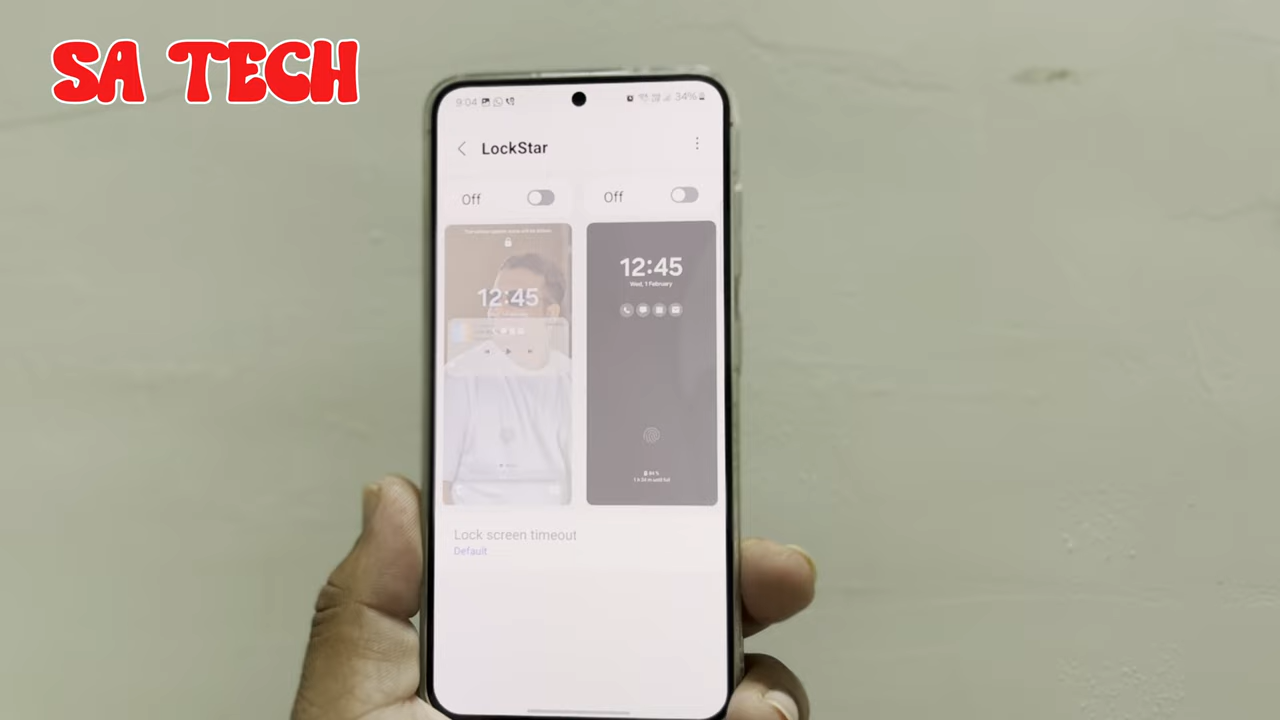 SA TECH
9:04
34%
LockStar
Off
Off
12:45
12:45
Wed, 1 February
Lock screen timeout
Default